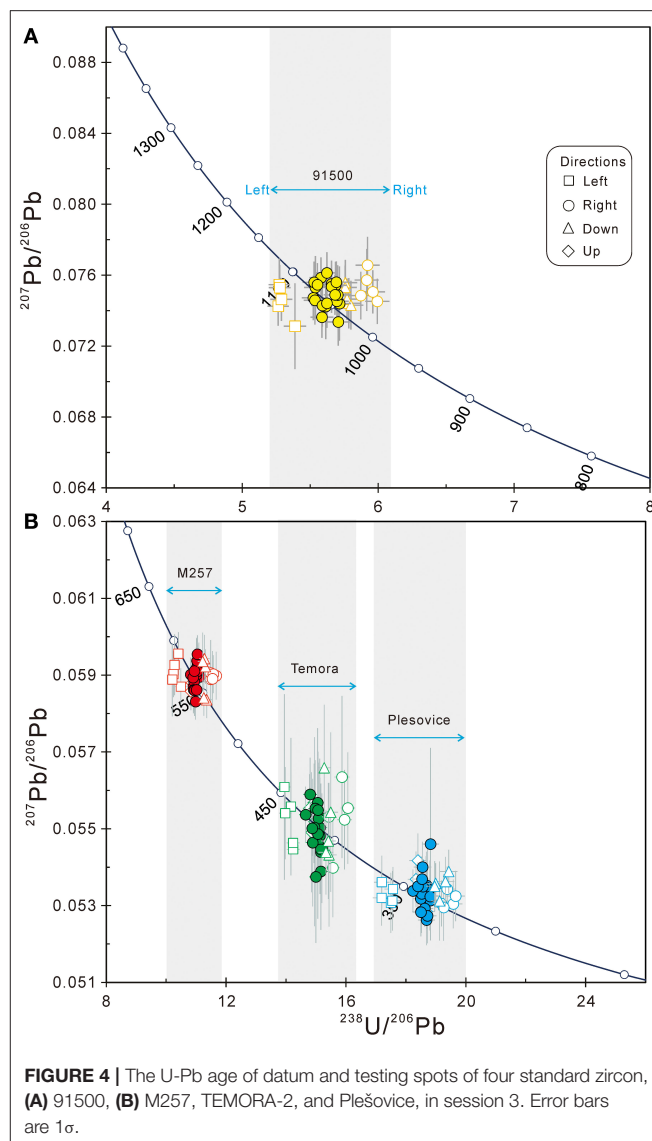 A
0.088
0.084
0.080
0.076
0.072
0.068
0.064
207Pb/206Pb
1300
1200
1000
900
800
91500
Left
Right
Directions
Left
Right
Down
Up
4
5
6
7
8
B
0.063
0.061
0.059
0.057
0.055
0.053
0.051
207Pb/206Pb
650
550
450
M257
Temora
Plesovice
8
12
16
20
24
238U/206Pb
FIGURE 4 | The U-Pb age of datum and testing spots of four standard zircon,
(A) 91500, (B) M257, TEMORA-2, and Plešovice, in session 3. Error bars
are 1σ.